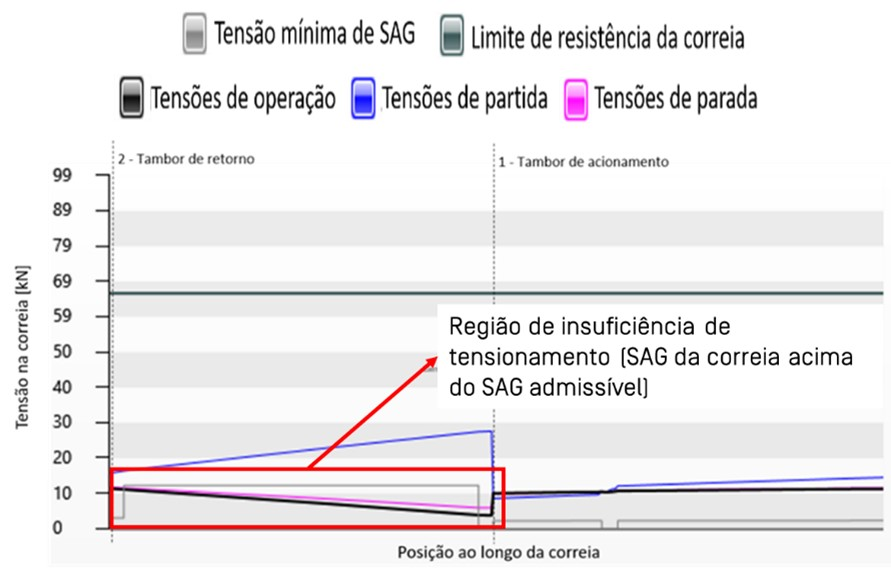 Tensão mínima de SAG
Limite de resistência da correia
Tensões de operação
Tensões de partida
Tensões de parada
2 - Tambor de retorno
1 - Tambor de acionamento
99
89
79
69
59
50
40
30
20
10
0
Tensão na correia [kN]
Região de insuficiência de
tensionamento (SAG da correia acima
do SAG admissível)
Posição ao longo da correia